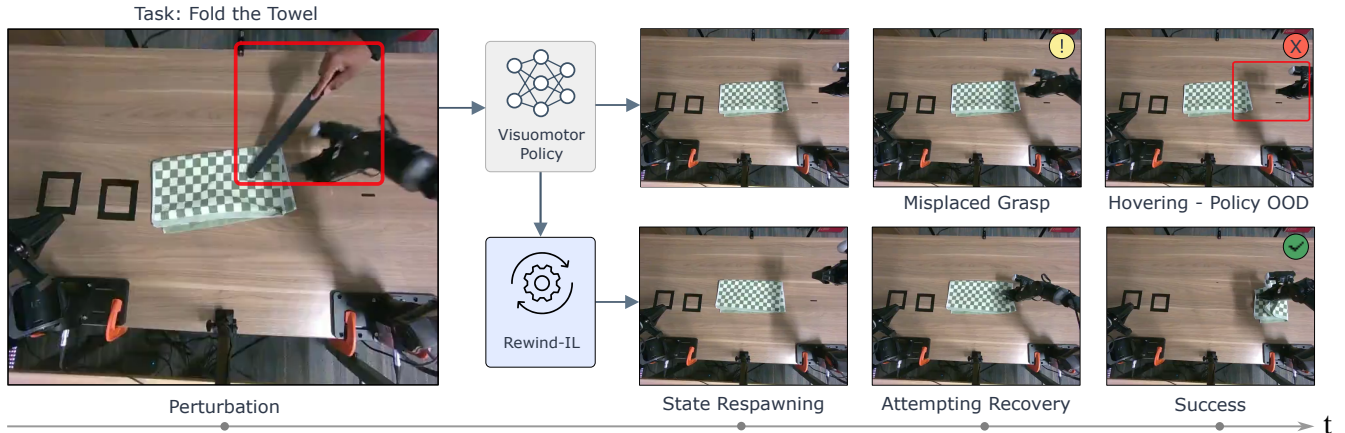 Task: Fold the Towel
!
X
Visuomotor
Policy
Misplaced Grasp
Hovering - Policy OOD
Rewind-IL
Perturbation
State Respawning
Attempting Recovery
Success
t